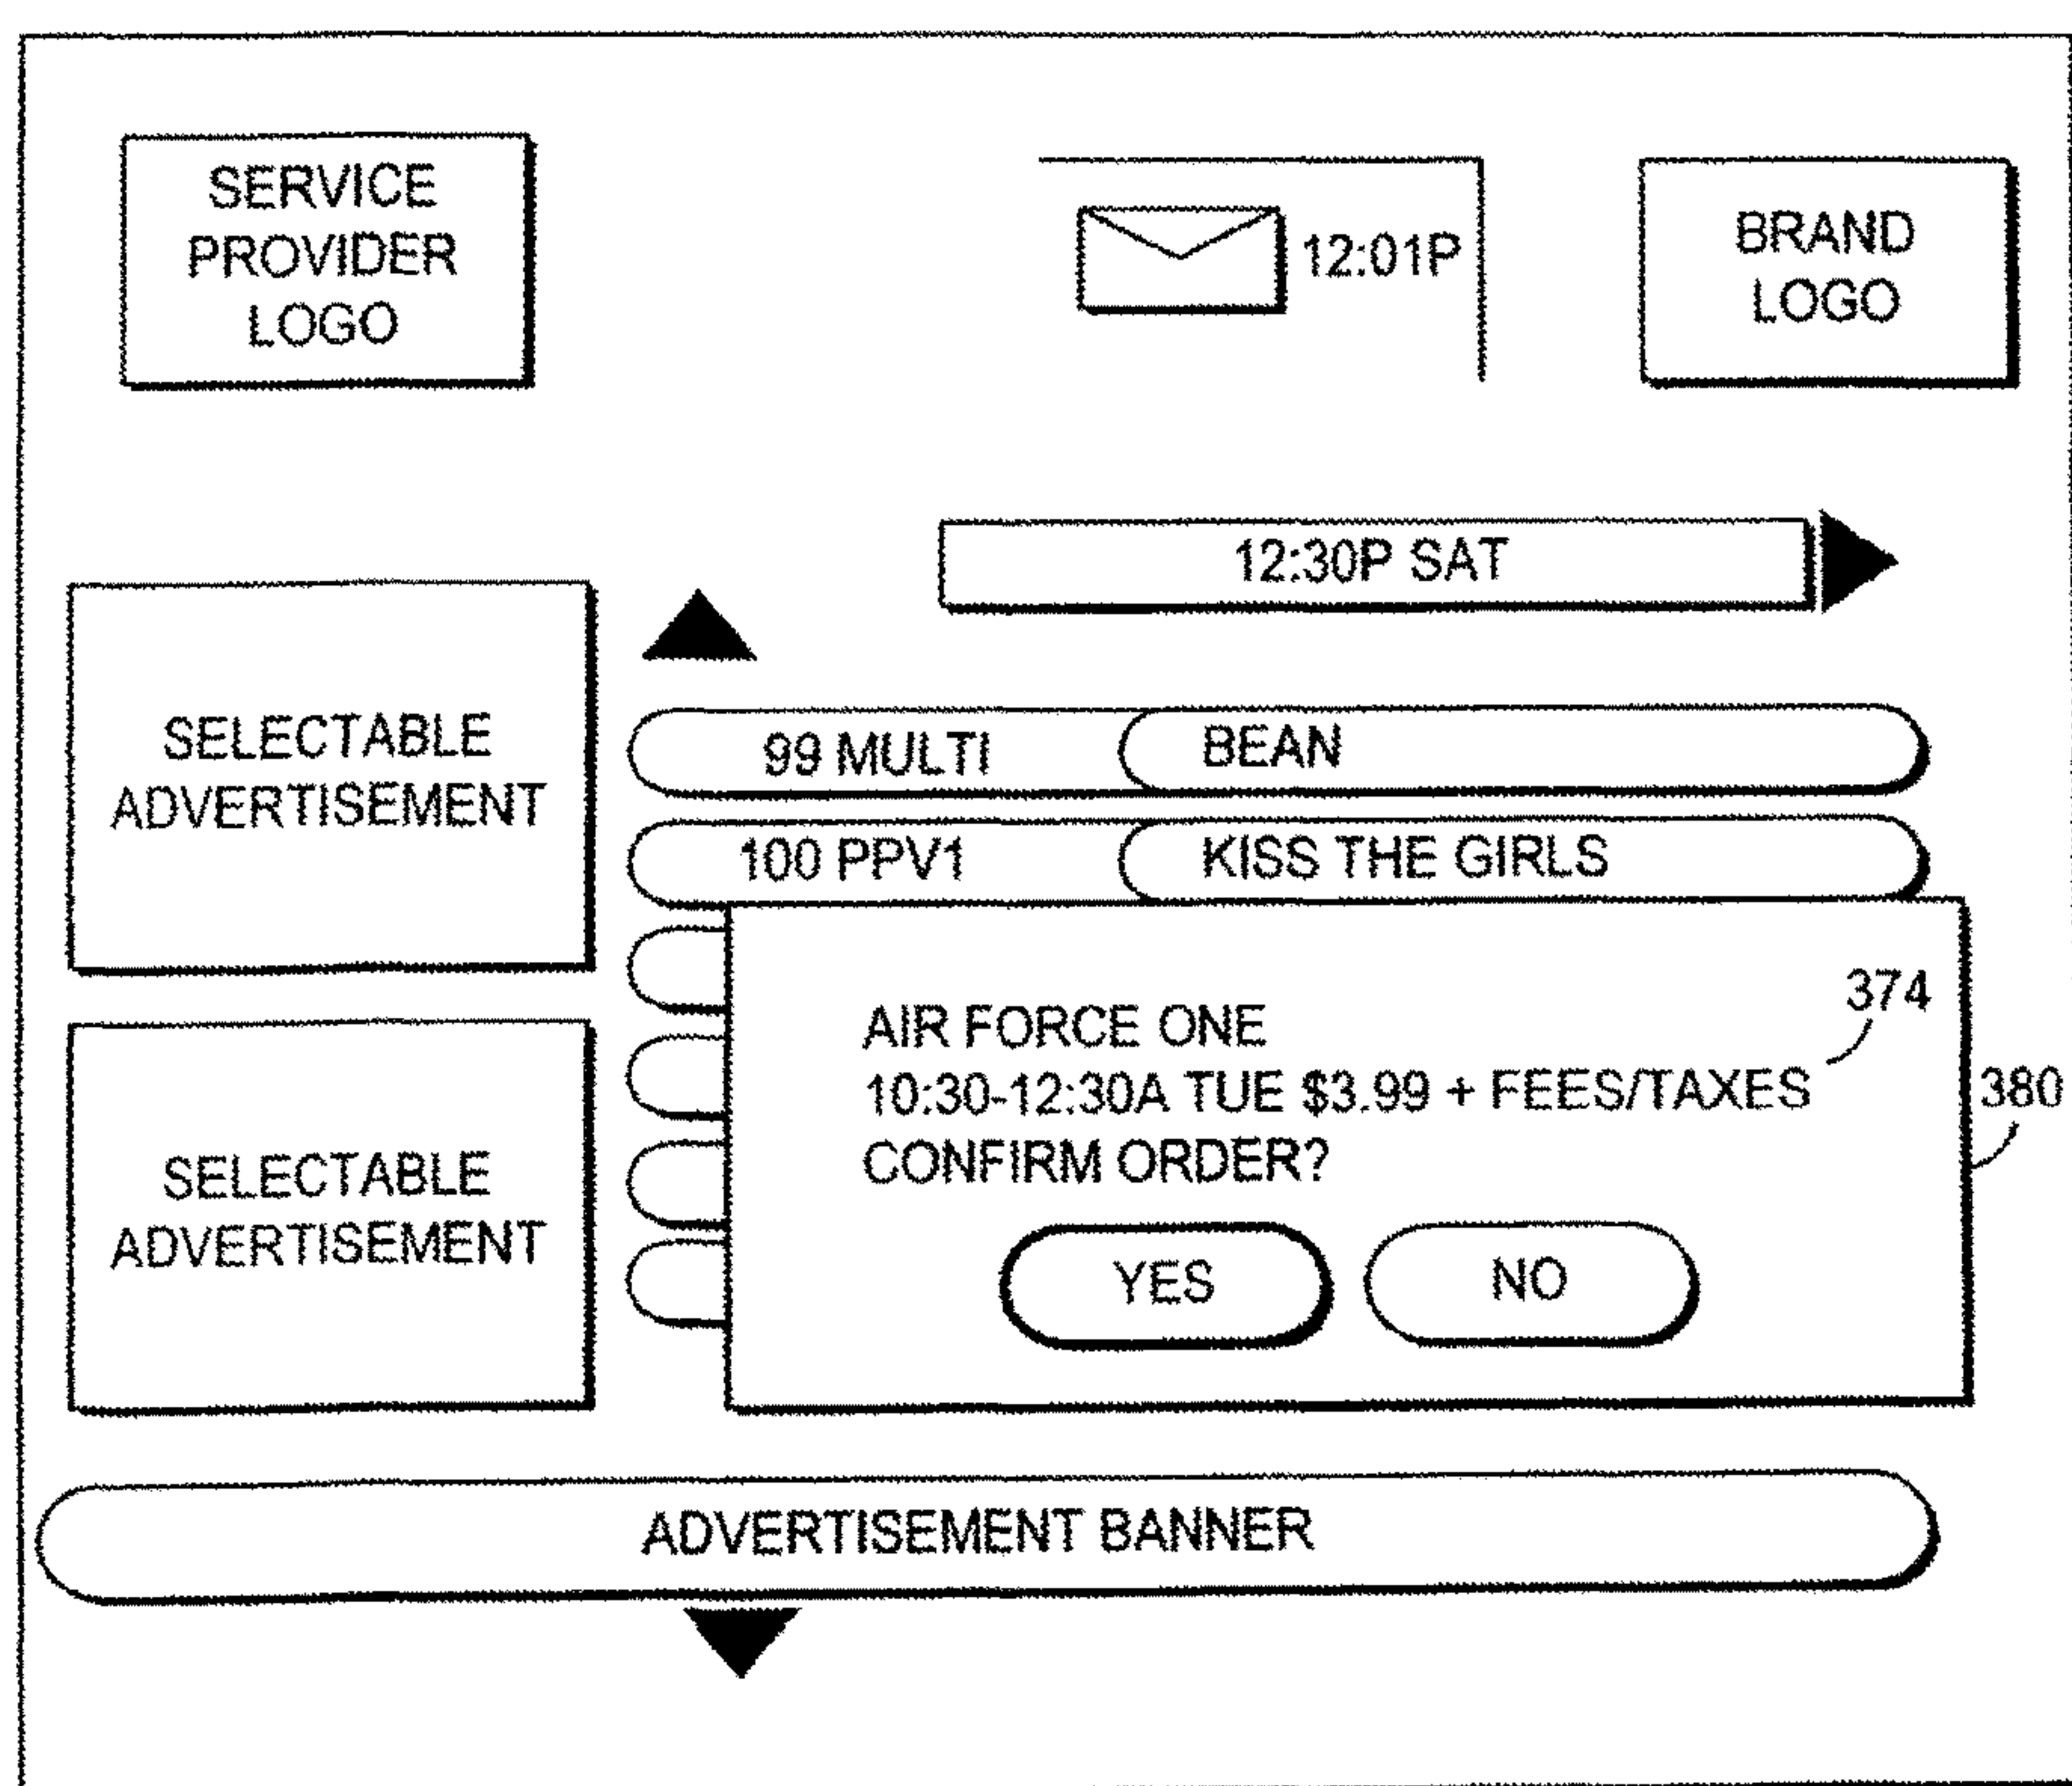 SERVICE
PROVIDER
LOGO
12:01P
BRAND
LOGO
12:30P SAT
SELECTABLE
ADVERTISEMENT
99 MULTI BEAN
100 PPV1 KISS THE GIRLS
374
AIR FORCE ONE
10:30-12:30A TUE $3.99 + FEES/TAXES
380
CONFIRM ORDER?
YES NO
SELECTABLE
ADVERTISEMENT
ADVERTISEMENT BANNER